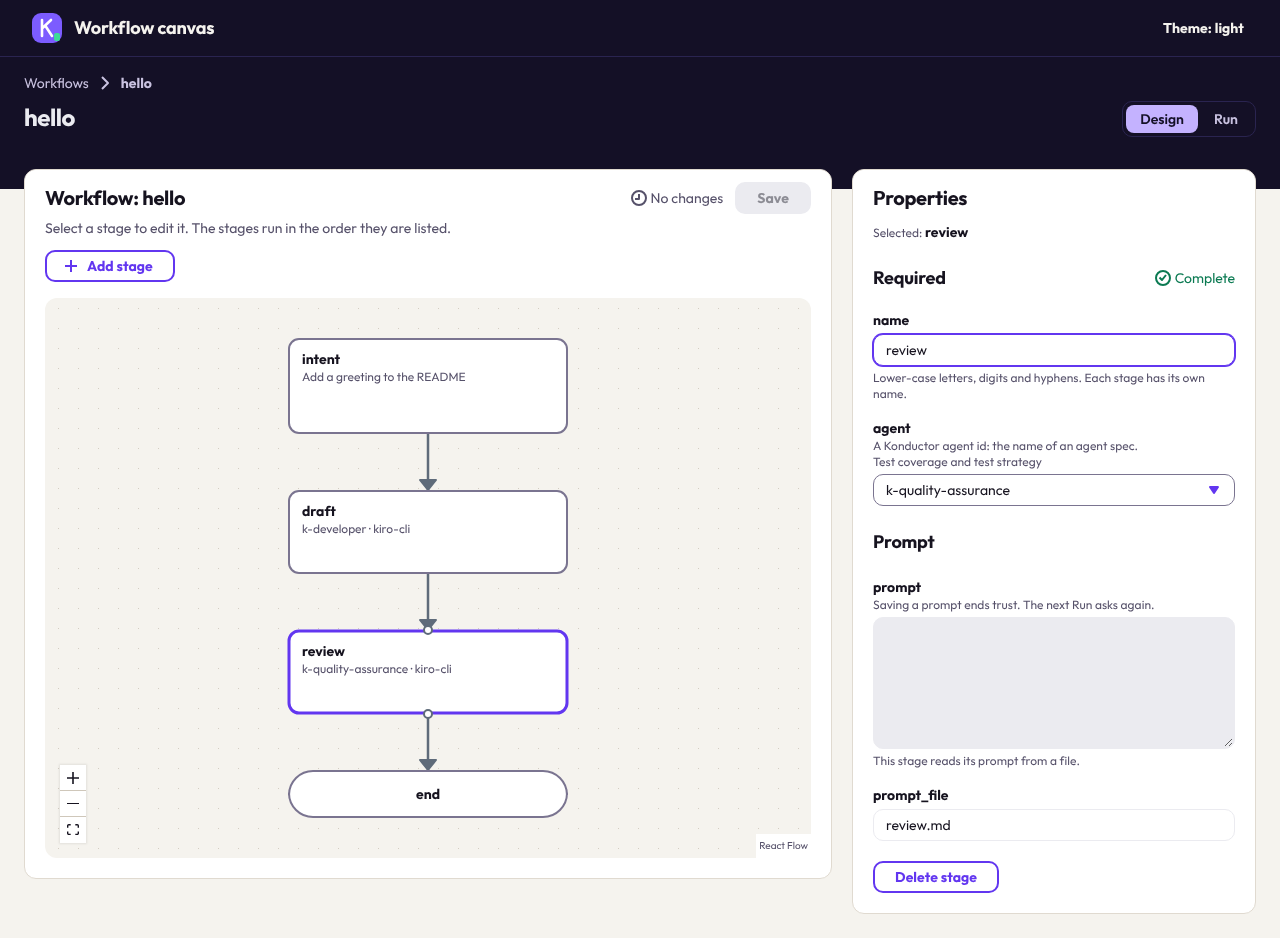 K
Workflow canvas
Theme: light
Workflows
hello
hello
Design
Run
Workflow: hello
No changes
Save
Select a stage to edit it. The stages run in the order they are listed.
Add stage
intent
Add a greeting to the README
draft
k-developer · kiro-cli
review
k-quality-assurance · kiro-cli
end
React Flow
Properties
Selected: review
Required
Complete
name
review
Lower-case letters, digits and hyphens. Each stage has its own
name.
agent
A Konductor agent id: the name of an agent spec.
Test coverage and test strategy
k-quality-assurance
Prompt
prompt
Saving a prompt ends trust. The next Run asks again.
This stage reads its prompt from a file.
prompt_file
review.md
Delete stage